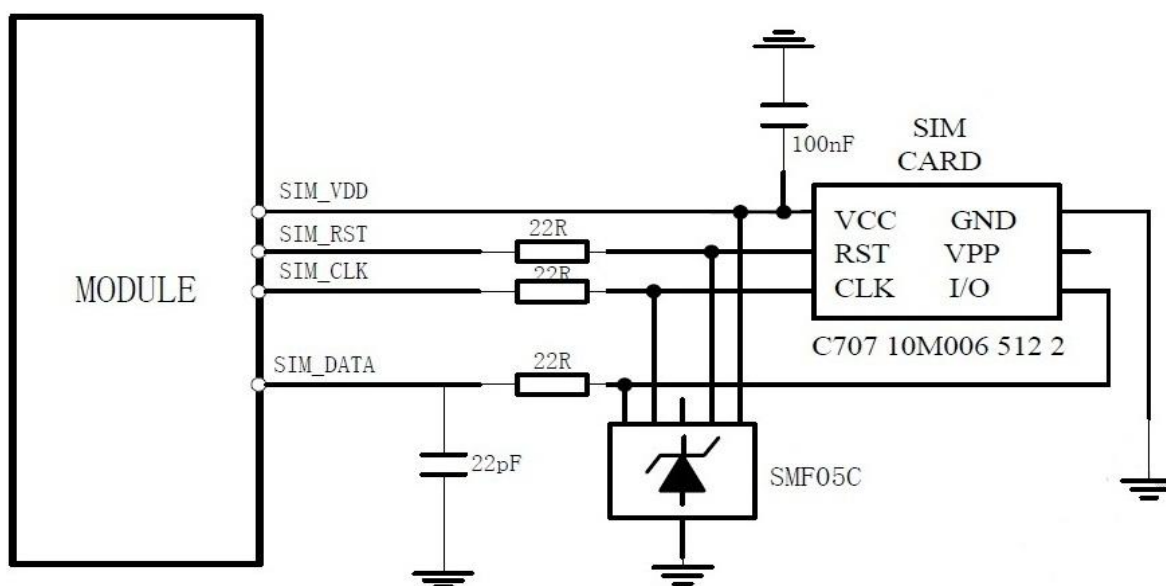 100nF
SIM
CARD
SIM_VDD
VCC GND
SIM_RST
22R
RST VPP
SIM_CLK
22R
CLK I/O
MODULE
C707 10M006 512 2
SIM_DATA
22R
22pF
SMF05C